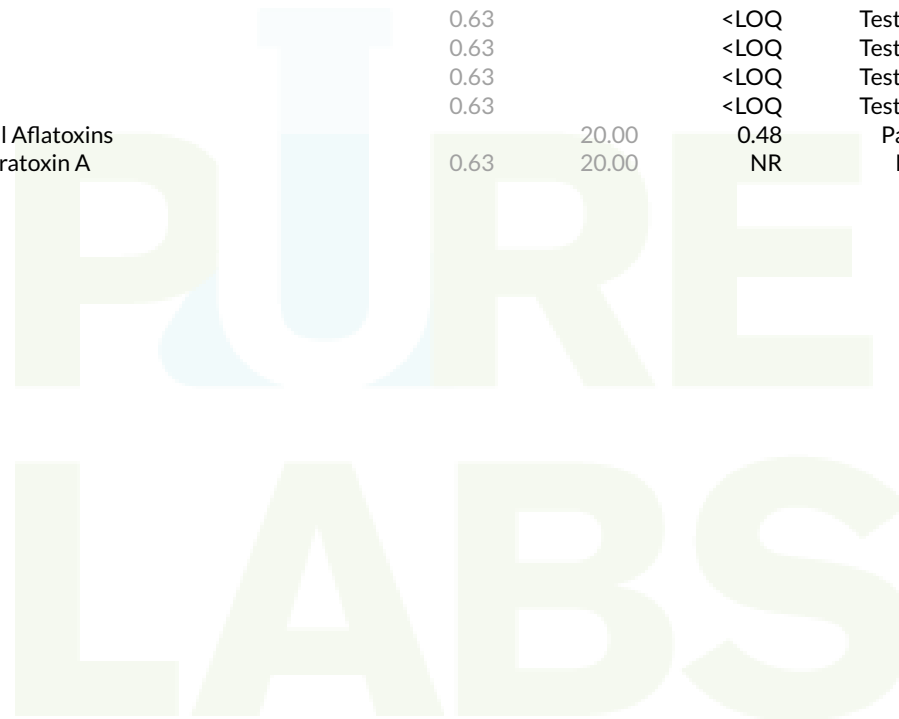 0.63 <LOQ Test
0.63 <LOQ Test
0.63 <LOQ Test
0.63 <LOQ Test
l Aflatoxins 20.00 0.48 Pa
ratoxin A 0.63 20.00 NR
PURE
LABS